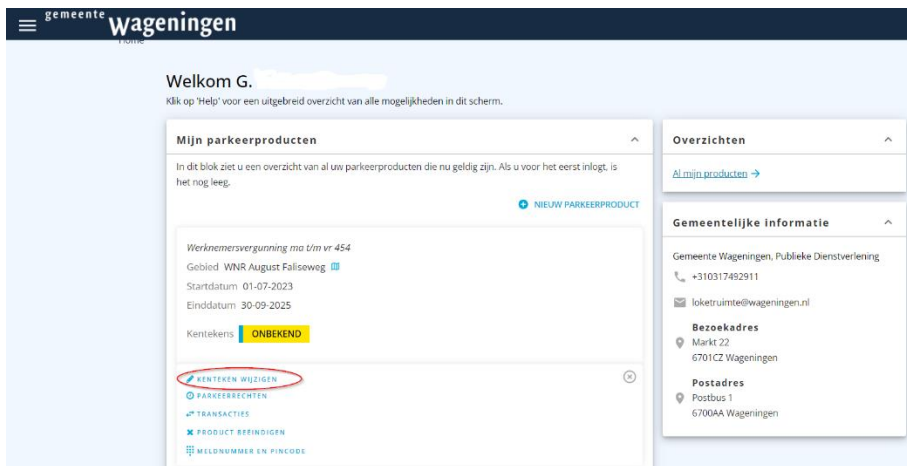 gemeente
wageningen
Home
Welkom G.
Klik op 'Help' voor een uitgebreid overzicht van alle mogelijkheden in dit scherm.
Mijn parkeerproducten
In dit blok ziet u een overzicht van al uw parkeerproducten die nu geldig zijn. Als u voor het eerst inlogt, is
het nog leeg.
NIEUW PARKEERPRODUCT
Werknemersvergunning ma t/m vr 454
Gebied WNR August Faliseweg
Startdatum 01-07-2023
Einddatum 30-09-2025
Kentekens ONBEKEND
KENTEKEN WIJZIGEN
PARKEERRECHTEN
TRANSACTIES
PRODUCT BEEINDIGEN
MELDNUMMER EN PINCODE
Overzichten
Al mijn producten
Gemeentelijke informatie
Gemeente Wageningen, Publieke Dienstverlening
+310317492911
loketruimte@wageningen.nl
Bezoekadres
Markt 22
6701CZ Wageningen
Postadres
Postbus 1
6700AA Wageningen